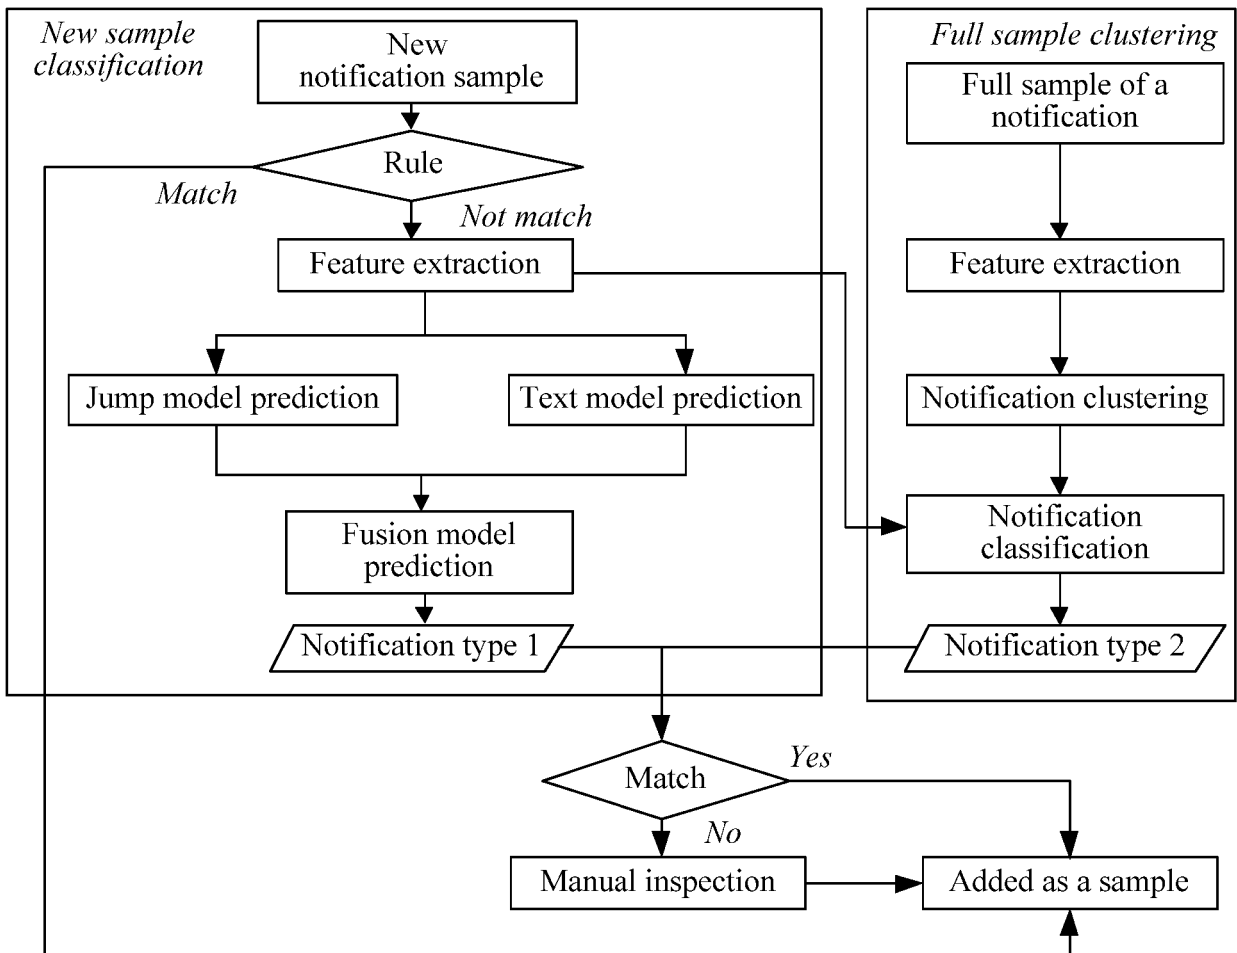 New sample
classification
New
notification sample
Rule
Match
Not match
Feature extraction
Jump model prediction
Text model prediction
Fusion model
prediction
Notification type 1
Full sample clustering
Full sample of a
notification
Feature extraction
Notification clustering
Notification
classification
Notification type 2
Match
Yes
No
Manual inspection
Added as a sample